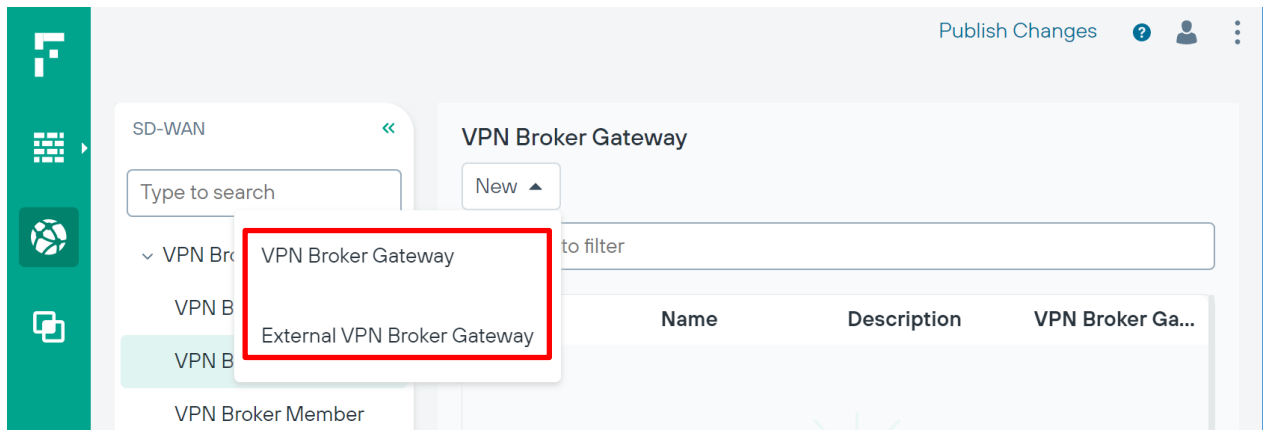 Publish Changes
?
SD-WAN
«
Type to search
VPN Bro
VPN B
VPN B
VPN Broker Member
VPN Broker Gateway
New
VPN Broker Gateway
External VPN Broker Gateway
to filter
Name Description VPN Broker Ga...